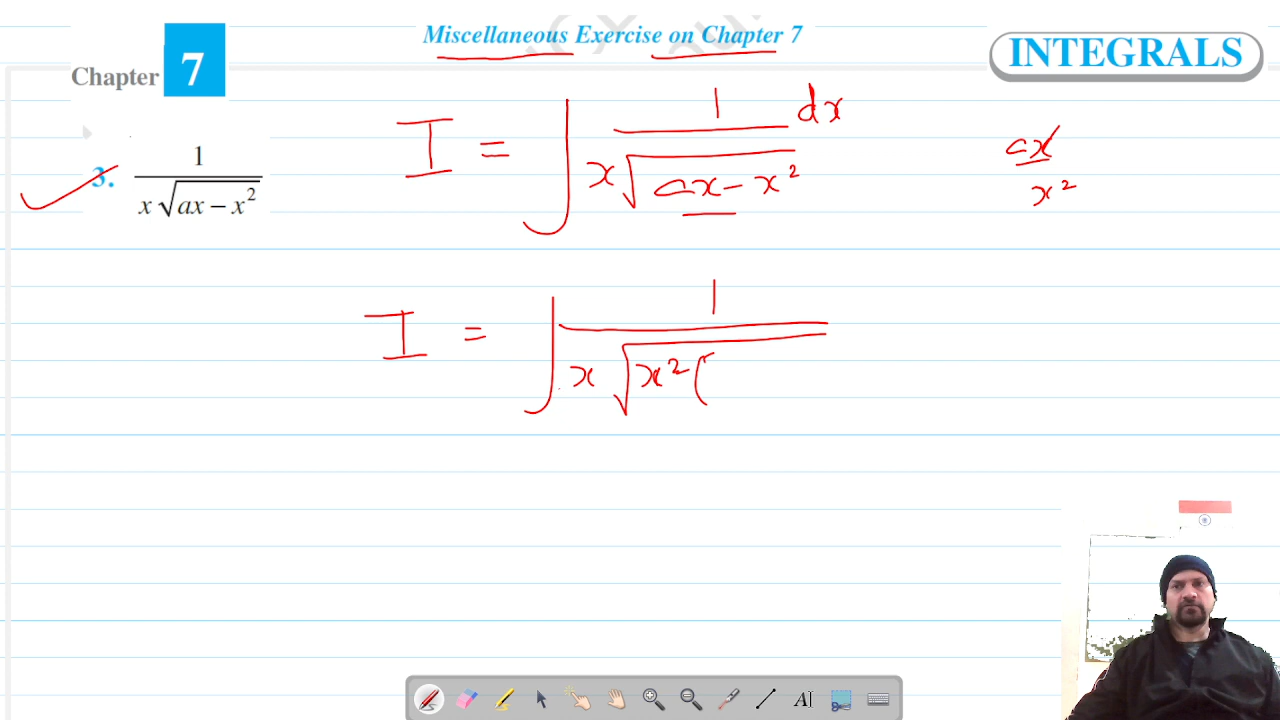 Miscellaneous Exercise on Chapter 7
Chapter 7
INTEGRALS
I = ∫ 1 / (x√(ax - x²)) dx
ax / x²
3. 1 / (x√(ax − x²))
I = ∫ 1 / (x √(x² (
AI